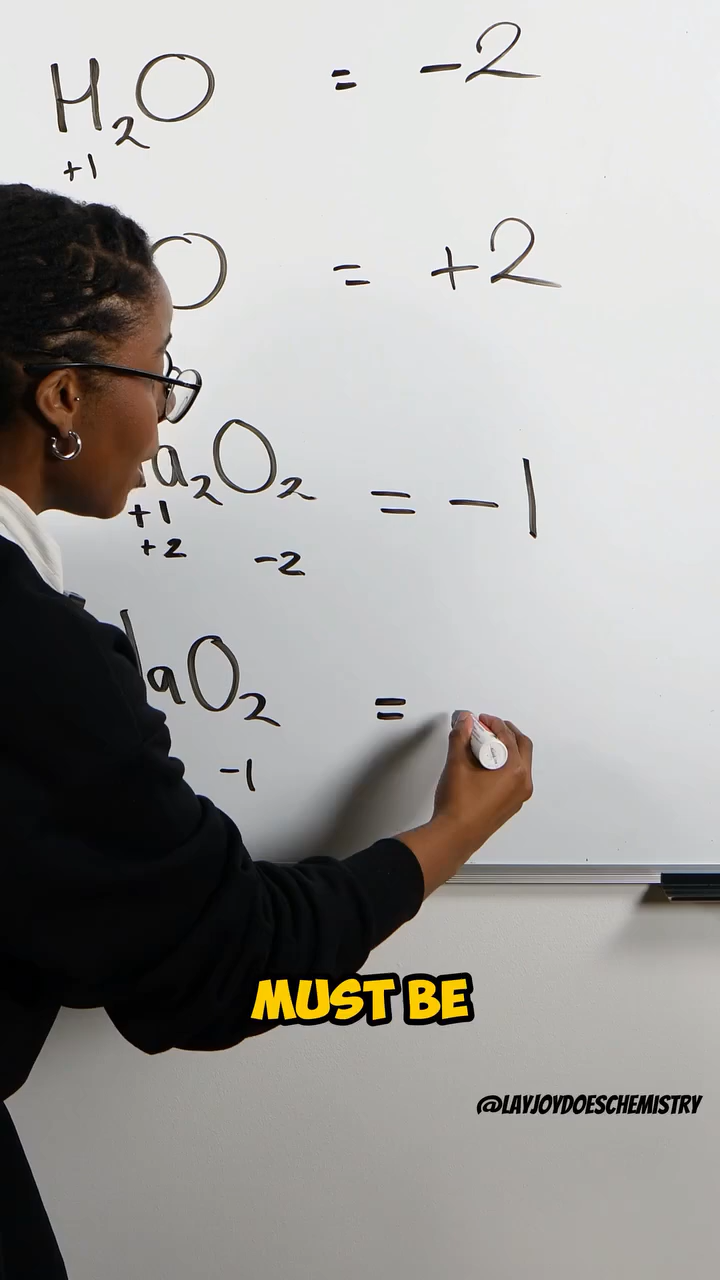 H₂O = -2
+1
O = +2
a₂O₂ = -1
+1
+2 -2
aO₂ =
-1
MUST BE
@LAYJOYDOESCHEMISTRY